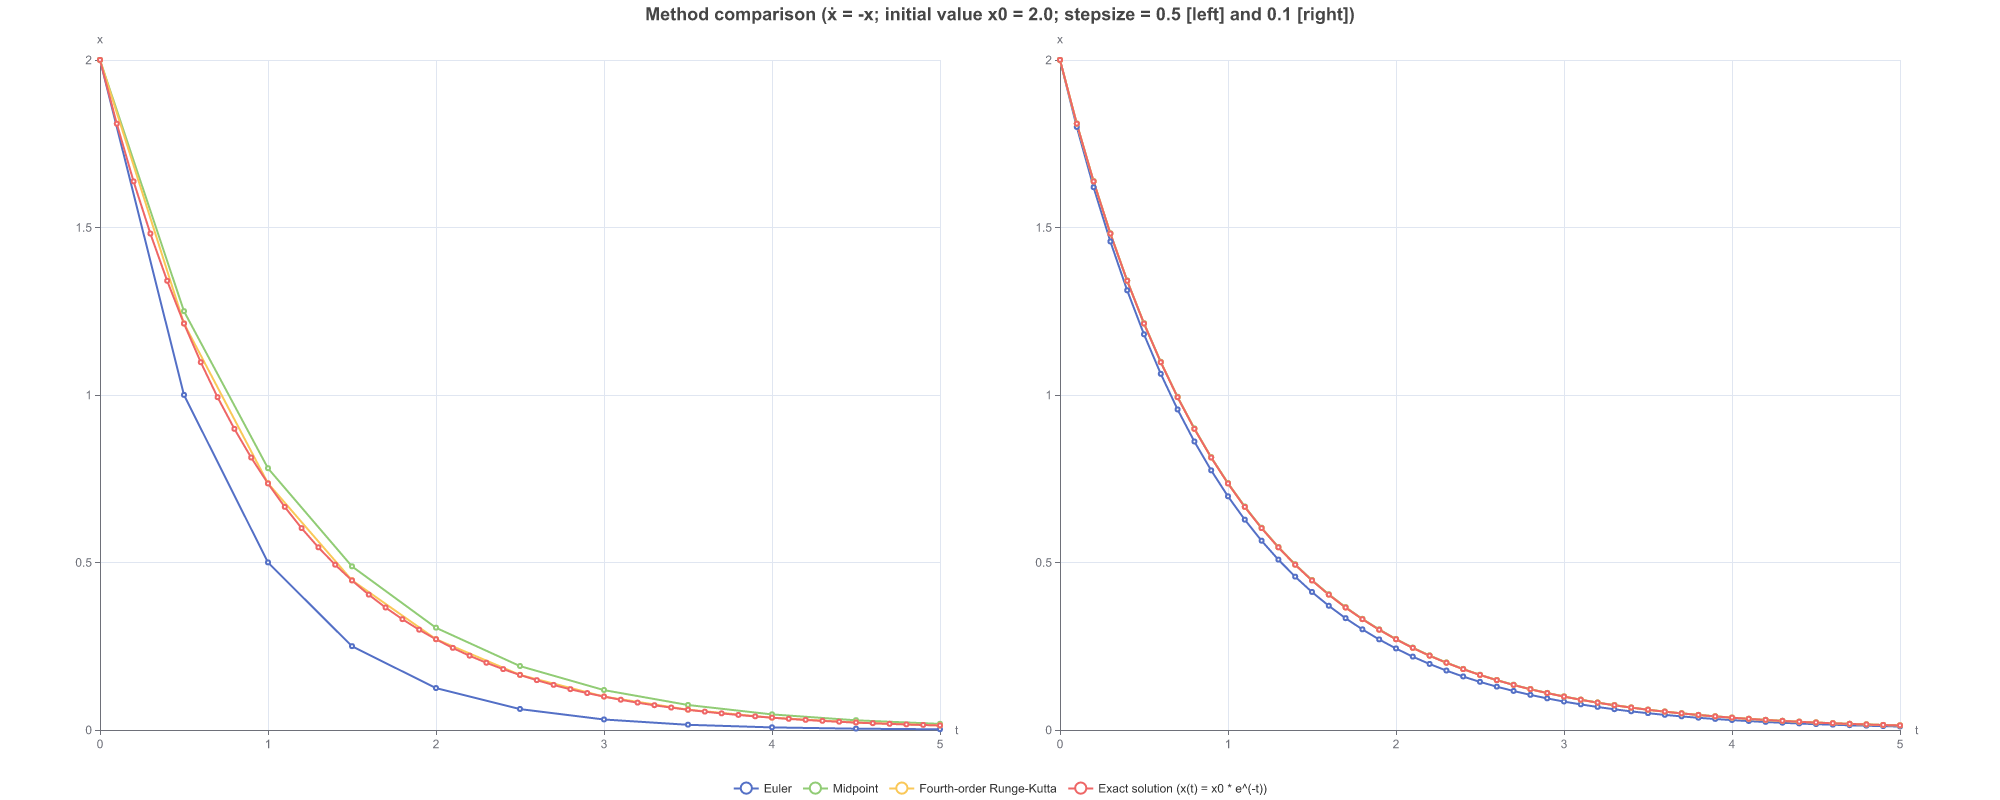 Method comparison (ẋ = -x; initial value x0 = 2.0; stepsize = 0.5 [left] and 0.1 [right])
x
2
1.5
1
0.5
0
0 1 2 3 4 5
t
x
2
1.5
1
0.5
0
0 1 2 3 4 5
t
Euler Midpoint Fourth-order Runge-Kutta Exact solution (x(t) = x0 * e^(-t))